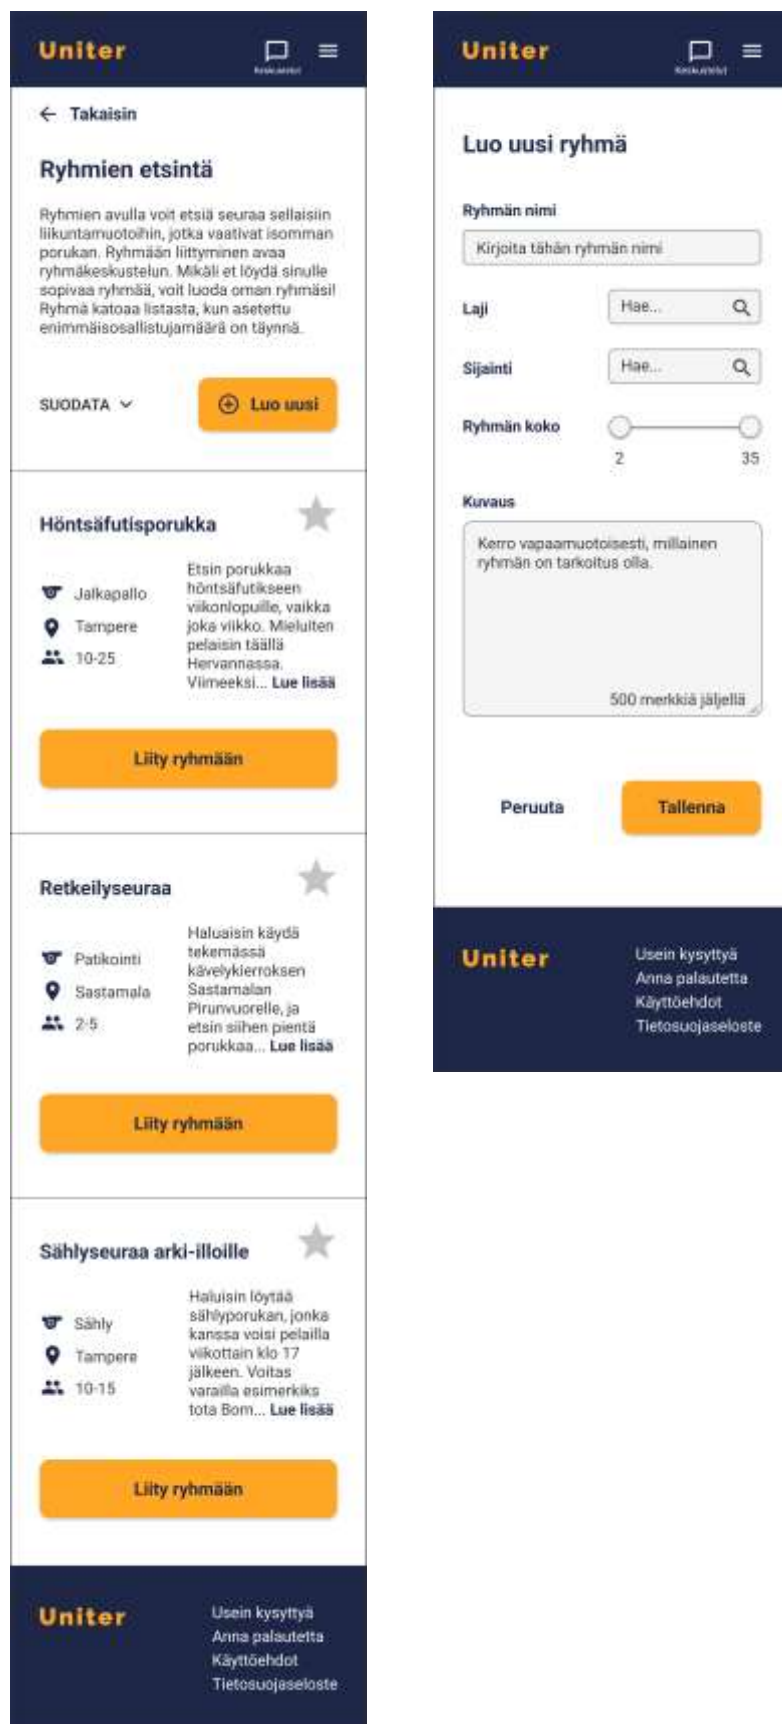 Uniter
Keskustelut
← Takaisin
Ryhmien etsintä
Ryhmien avulla voit etsiä seuraa sellaisiin
liikuntamuotoihin, jotka vaativat isomman
porukan. Ryhmään liittyminen avaa
ryhmäkeskustelun. Mikäli et löydä sinulle
sopivaa ryhmää, voit luoda oman ryhmäsi!
Ryhmä katoaa listasta, kun asetettu
enimmäisosallistujamäärä on täynnä.
SUODATA
Luo uusi
Höntsäfutisporukka
Jalkapallo
Tampere
10-25
Etsin porukkaa
höntsäfutikseen
viikonlopuille, vaikka
joka viikko. Mieluiten
pelaisin täällä
Hervannassa.
Viimeeksi... Lue lisää
Liity ryhmään
Retkeilyseuraa
Patikointi
Sastamala
2-5
Haluaisin käydä
tekemässä
kävelykierroksen
Sastamalan
Pirunvuorelle, ja
etsin siihen pientä
porukkaa... Lue lisää
Liity ryhmään
Sählyseuraa arki-illoille
Sähly
Tampere
10-15
Haluisin löytää
sählyporukan, jonka
kanssa voisi pelailla
viikottain klo 17
jälkeen. Voitas
varailla esimerkiks
tota Bom... Lue lisää
Liity ryhmään
Uniter
Usein kysyttyä
Anna palautetta
Käyttöehdot
Tietosuojaseloste
Uniter
Keskustelut
Luo uusi ryhmä
Ryhmän nimi
Kirjoita tähän ryhmän nimi
Laji
Hae...
Sijainti
Hae...
Ryhmän koko
2 35
Kuvaus
Kerro vapaamuotoisesti, millainen
ryhmän on tarkoitus olla.
500 merkkiä jäljellä
Peruuta
Tallenna
Uniter
Usein kysyttyä
Anna palautetta
Käyttöehdot
Tietosuojaseloste